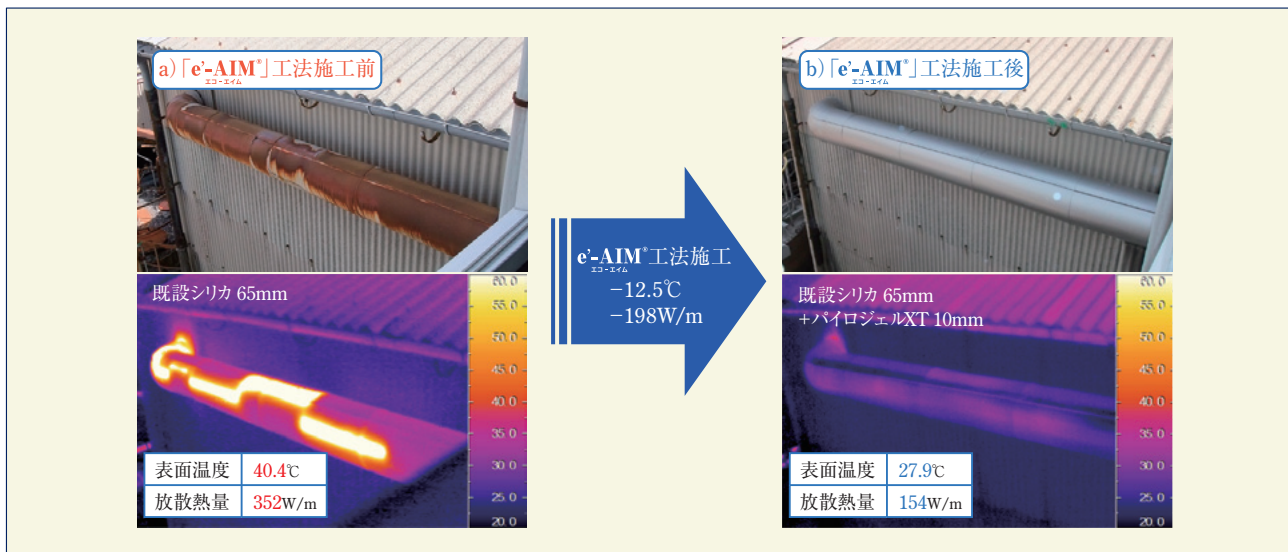 a)「e’-AIM®」工法施工前
エコ-エイム
既設シリカ 65mm
60.0
55.0
50.0
45.0
40.0
35.0
30.0
25.0
20.0
表面温度 40.4℃
放散熱量 352W/m
e’-AIM®工法施工
エコ-エイム
−12.5℃
−198W/m
b)「e’-AIM®」工法施工後
エコ-エイム
既設シリカ 65mm
+パイロジェルXT 10mm
60.0
55.0
50.0
45.0
40.0
35.0
30.0
25.0
20.0
表面温度 27.9℃
放散熱量 154W/m